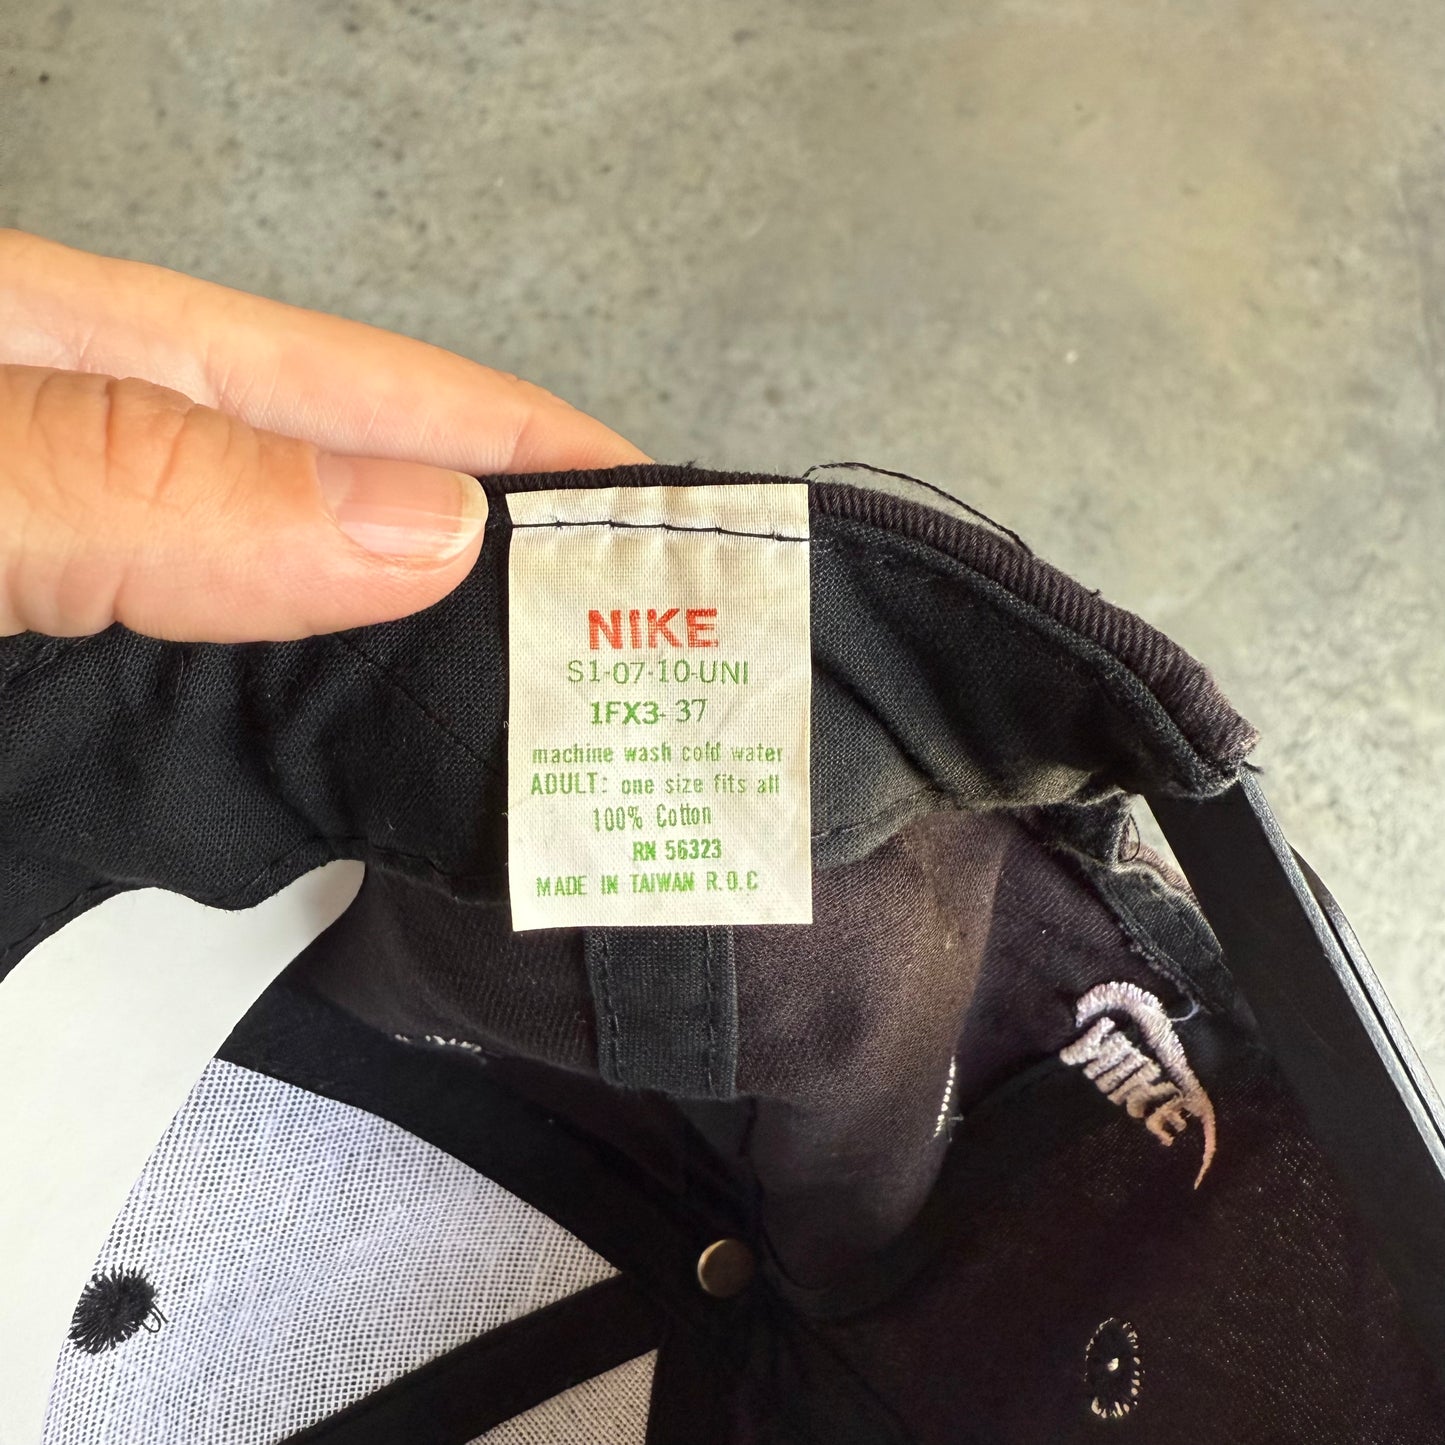 NIKE
S1-07-10-UNI
1FX3-37
machine wash cold water
ADULT: one size fits all
100% Cotton
RN 56323
MADE IN TAIWAN R.O.C
NIKE